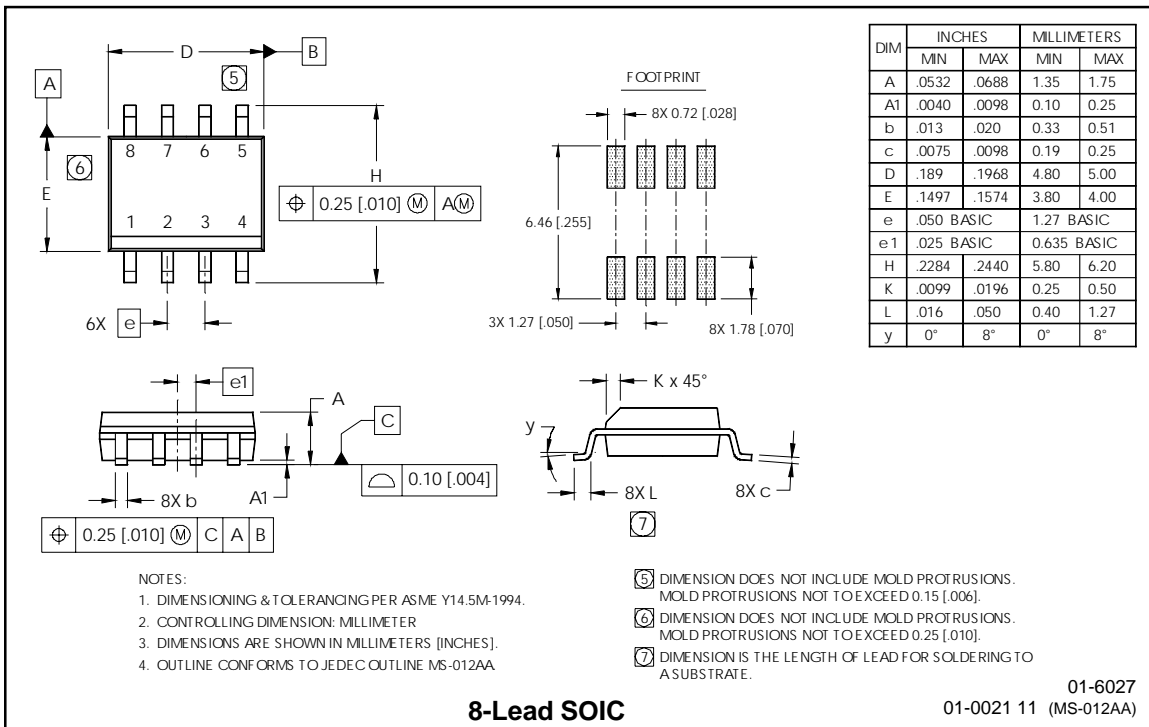 D
B
5
A
8 7 6 5
6
E
H
⌖ 0.25 [.010] Ⓜ AⓂ
1 2 3 4
6X e
FOOTPRINT
8X 0.72 [.028]
6.46 [.255]
3X 1.27 [.050]
8X 1.78 [.070]
DIM INCHES MILLIMETERS
MIN MAX MIN MAX
A .0532 .0688 1.35 1.75
A1 .0040 .0098 0.10 0.25
b .013 .020 0.33 0.51
c .0075 .0098 0.19 0.25
D .189 .1968 4.80 5.00
E .1497 .1574 3.80 4.00
e .050 BASIC 1.27 BASIC
e1 .025 BASIC 0.635 BASIC
H .2284 .2440 5.80 6.20
K .0099 .0196 0.25 0.50
L .016 .050 0.40 1.27
y 0° 8° 0° 8°
e1
A
C
⌓ 0.10 [.004]
8X b
A1
⌖ 0.25 [.010] Ⓜ C A B
K x 45°
y
8X L
7
8X c
NOTES:
1. DIMENSIONING & TOLERANCING PER ASME Y14.5M-1994.
2. CONTROLLING DIMENSION: MILLIMETER
3. DIMENSIONS ARE SHOWN IN MILLIMETERS [INCHES].
4. OUTLINE CONFORMS TO JEDEC OUTLINE MS-012AA.
5 DIMENSION DOES NOT INCLUDE MOLD PROTRUSIONS.
MOLD PROTRUSIONS NOT TO EXCEED 0.15 [.006].
6 DIMENSION DOES NOT INCLUDE MOLD PROTRUSIONS.
MOLD PROTRUSIONS NOT TO EXCEED 0.25 [.010].
7 DIMENSION IS THE LENGTH OF LEAD FOR SOLDERING TO
A SUBSTRATE.
8-Lead SOIC
01-6027
01-0021 11 (MS-012AA)